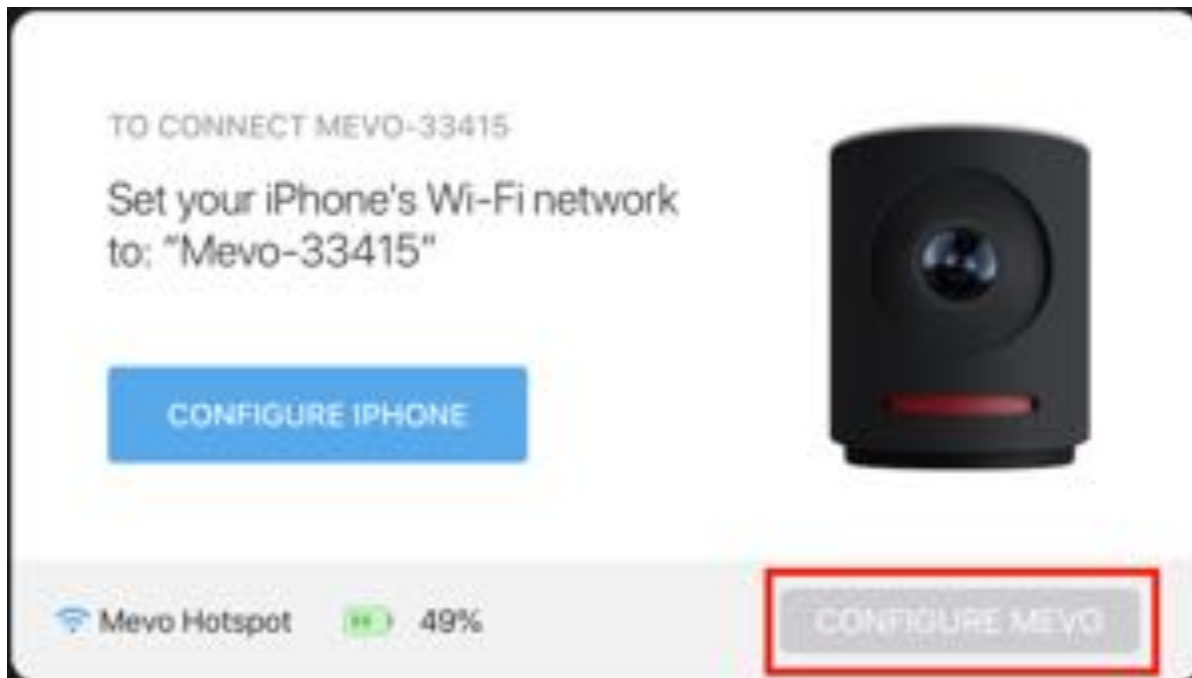 TO CONNECT MEVO-33415
Set your iPhone's Wi-Fi network
to: "Mevo-33415"
CONFIGURE IPHONE
Mevo Hotspot 49%
CONFIGURE MEVO